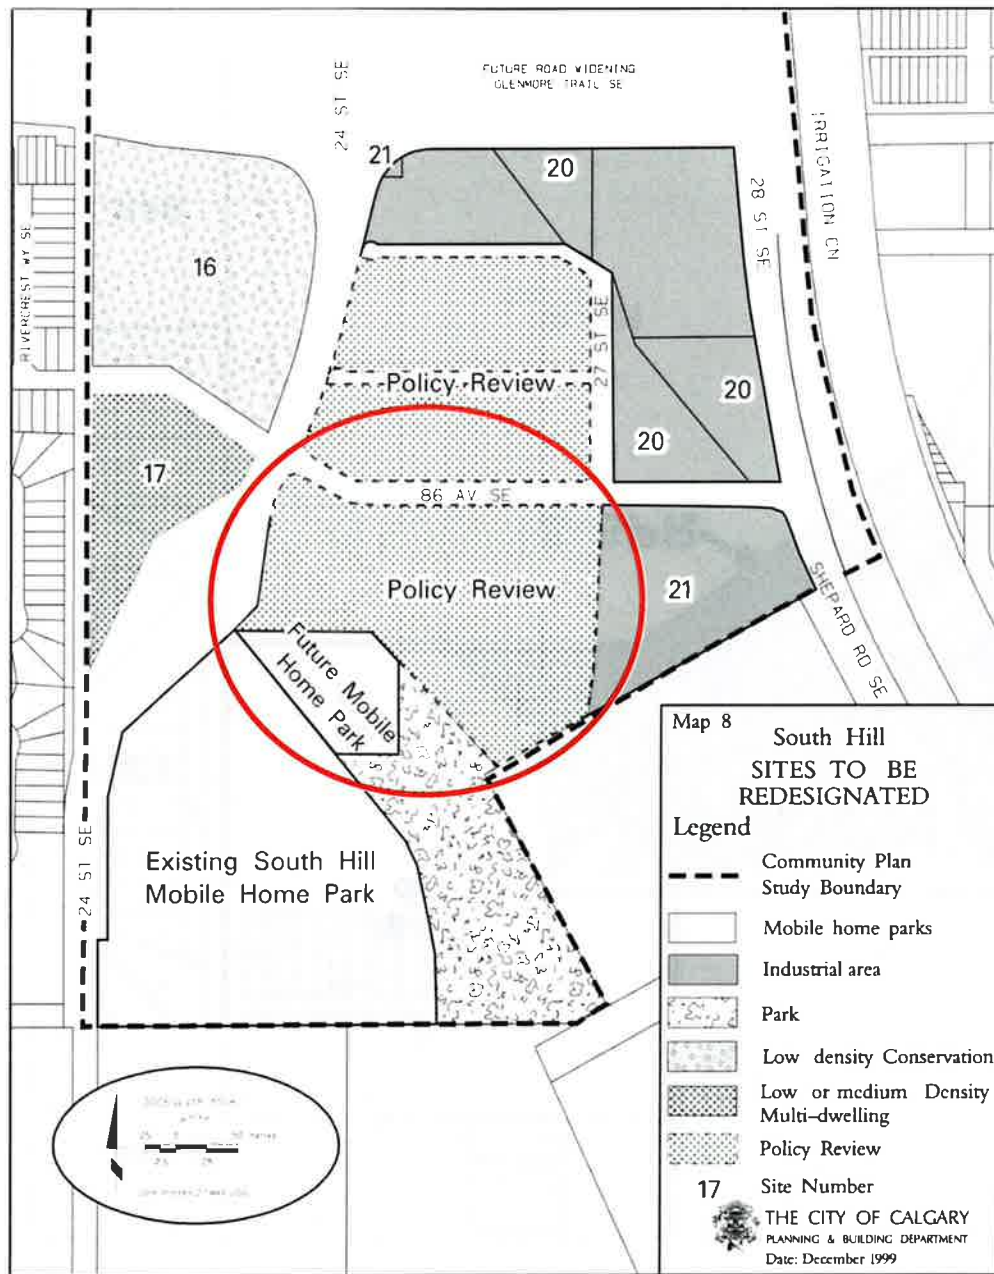 FUTURE ROAD WIDENING
GLENMORE TRAIL SE
24 ST SE
IRRIGATION CN
28 ST SE
21
20
RIVERCREST WY SE
16
27 ST SE
Policy Review
20
20
17
86 AV SE
Policy Review
21
SHEPARD RD SE
Future Mobile
Home Park
24 ST SE
Existing South Hill
Mobile Home Park
Map 8
South Hill
SITES TO BE
REDESIGNATED
Legend
Community Plan
Study Boundary
Mobile home parks
Industrial area
Park
Low density Conservation
Low or medium Density
Multi-dwelling
Policy Review
17 Site Number
THE CITY OF CALGARY
PLANNING & BUILDING DEPARTMENT
Date: December 1999